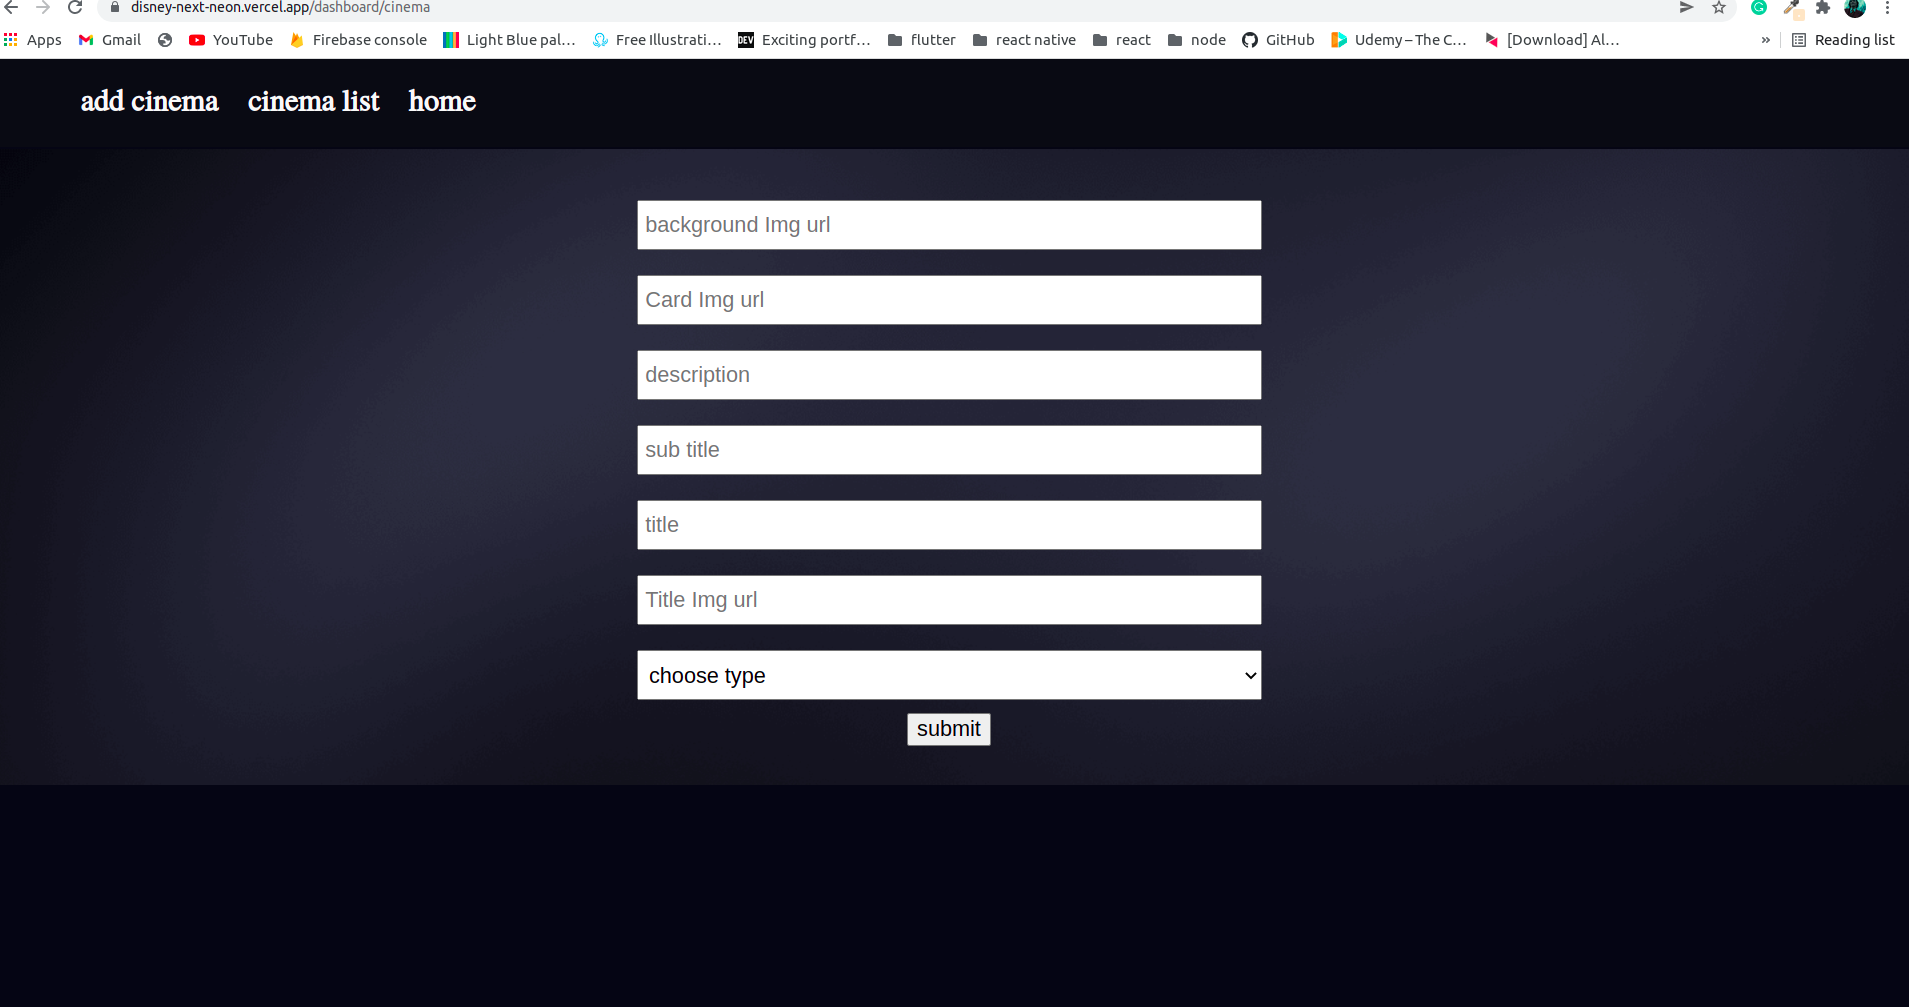 disney-next-neon.vercel.app/dashboard/cinema
Apps Gmail YouTube Firebase console Light Blue pal... Free Illustrati... DEV Exciting portf... flutter react native react node GitHub Udemy – The C... [Download] Al... » Reading list
add cinema cinema list home
background Img url
Card Img url
description
sub title
title
Title Img url
choose type
submit